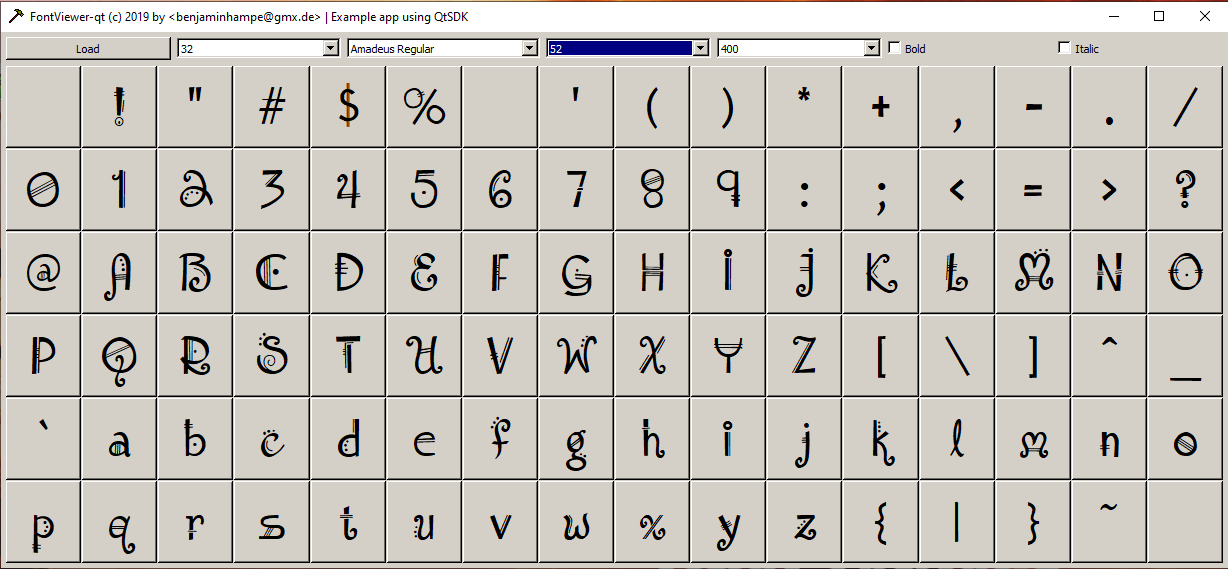 FontViewer-qt (c) 2019 by <benjaminhampe@gmx.de> | Example app using QtSDK
Load 32 Amadeus Regular 52 400 Bold Italic
! " # $ % ' ( ) * + , - . /
0 1 2 3 4 5 6 7 8 9 : ; < = > ?
@ A B C D E F G H I J K L M N O
P Q R S T U V W X Y Z [ \ ] ^ _
` a b c d e f g h i j k l m n o
p q r s t u v w x y z { | } ~